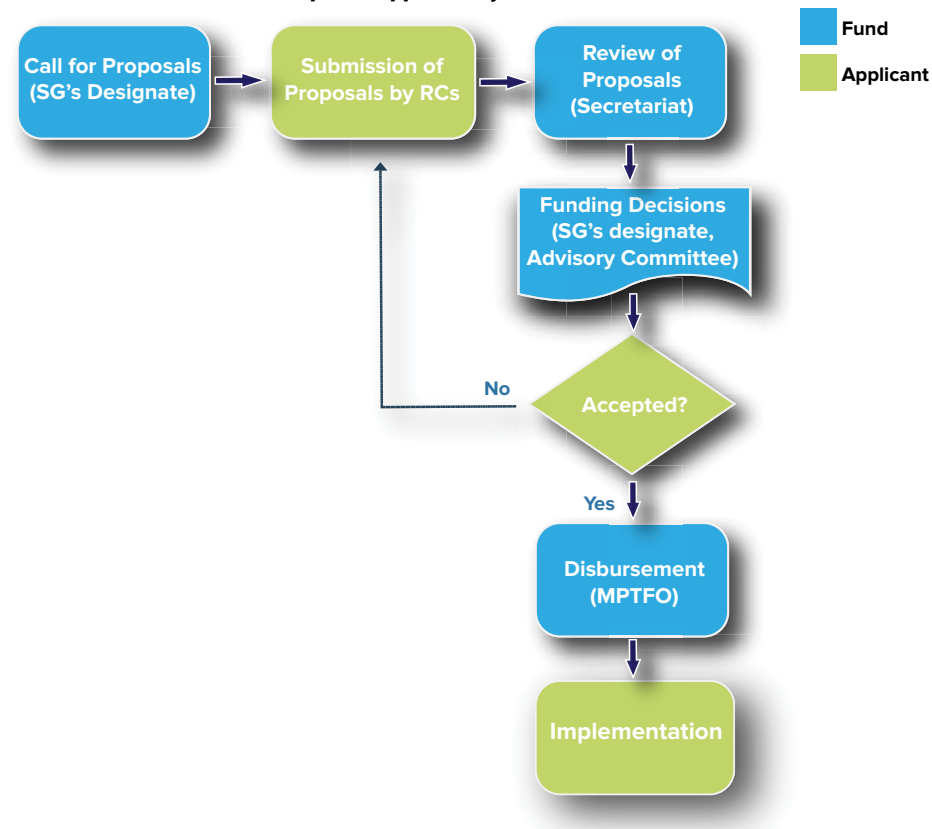 Call for Proposals
(SG's Designate)
Submission of
Proposals by RCs
Review of
Proposals
(Secretariat)
Fund
Applicant
Funding Decisions
(SG's designate,
Advisory Committee)
No
Accepted?
Yes
Disbursement
(MPTFO)
Implementation